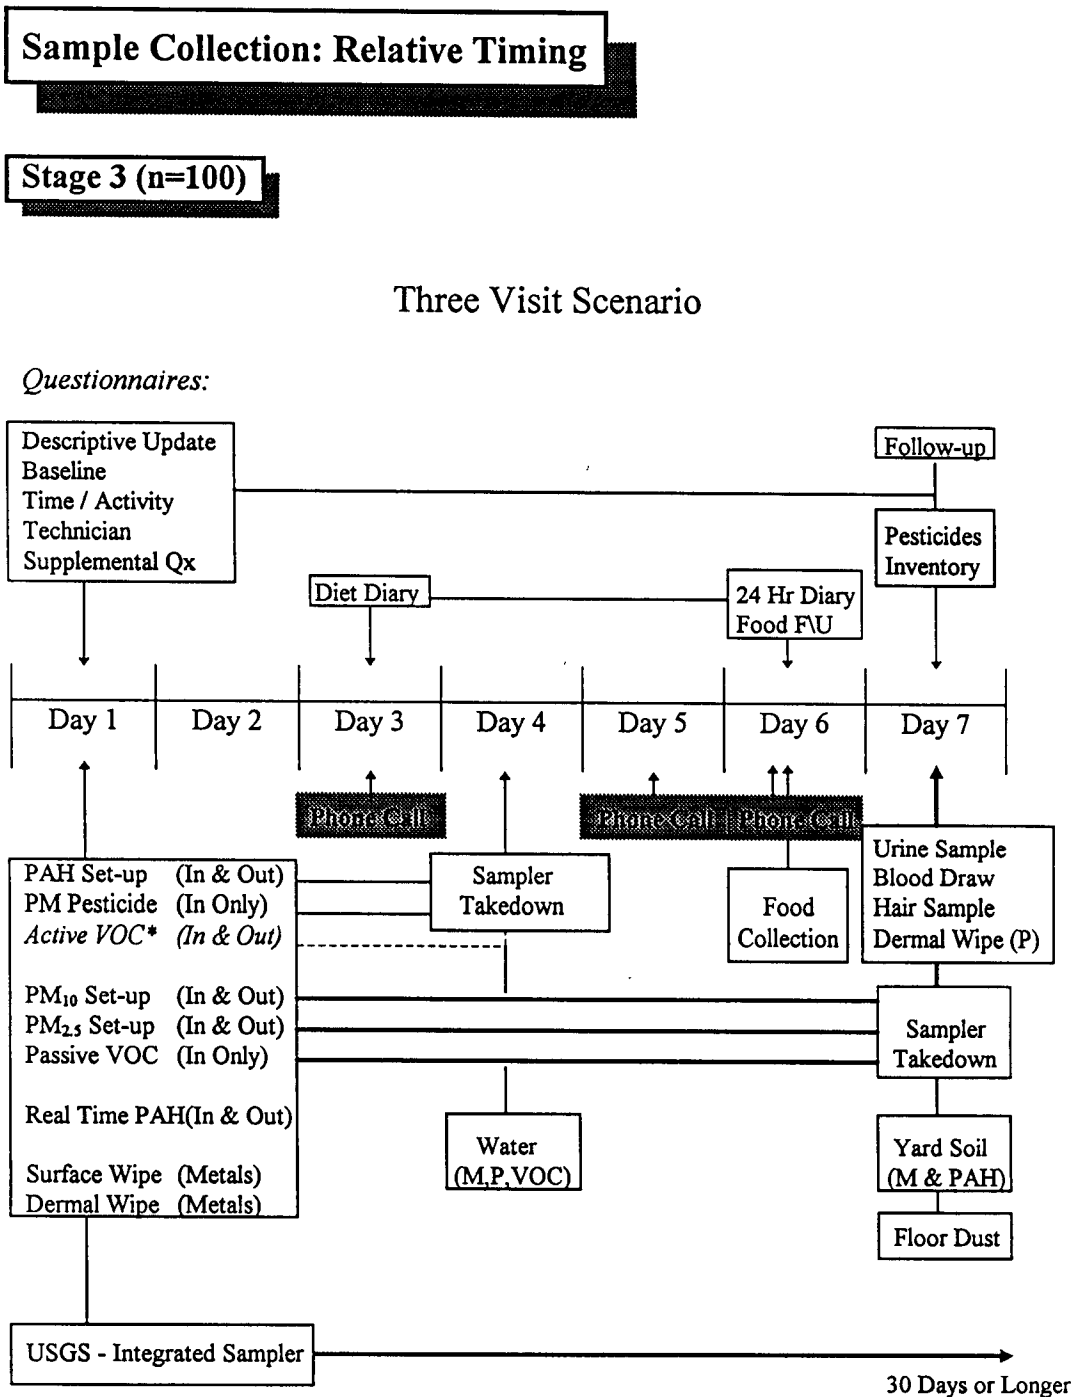 Sample Collection: Relative Timing
Stage 3 (n=100)
Three Visit Scenario
Questionnaires:
Descriptive Update
Baseline
Time / Activity
Technician
Supplemental Qx
Follow-up
Pesticides
Inventory
Diet Diary
24 Hr Diary
Food F\U
Day 1
Day 2
Day 3
Day 4
Day 5
Day 6
Day 7
Phone Call
Phone Call
Phone Call
PAH Set-up (In & Out)
PM Pesticide (In Only)
Active VOC* (In & Out)
PM10 Set-up (In & Out)
PM2.5 Set-up (In & Out)
Passive VOC (In Only)
Real Time PAH(In & Out)
Surface Wipe (Metals)
Dermal Wipe (Metals)
Sampler
Takedown
Water
(M,P,VOC)
Food
Collection
Urine Sample
Blood Draw
Hair Sample
Dermal Wipe (P)
Sampler
Takedown
Yard Soil
(M & PAH)
Floor Dust
USGS - Integrated Sampler
30 Days or Longer